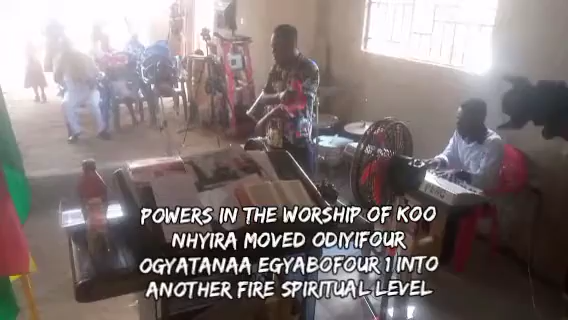 POWERS IN THE WORSHIP OF KOO
NHYIRA MOVED ODIYIFOUR
OGYATANAA EGYABOFOUR 1 INTO
ANOTHER FIRE SPIRITUAL LEVEL